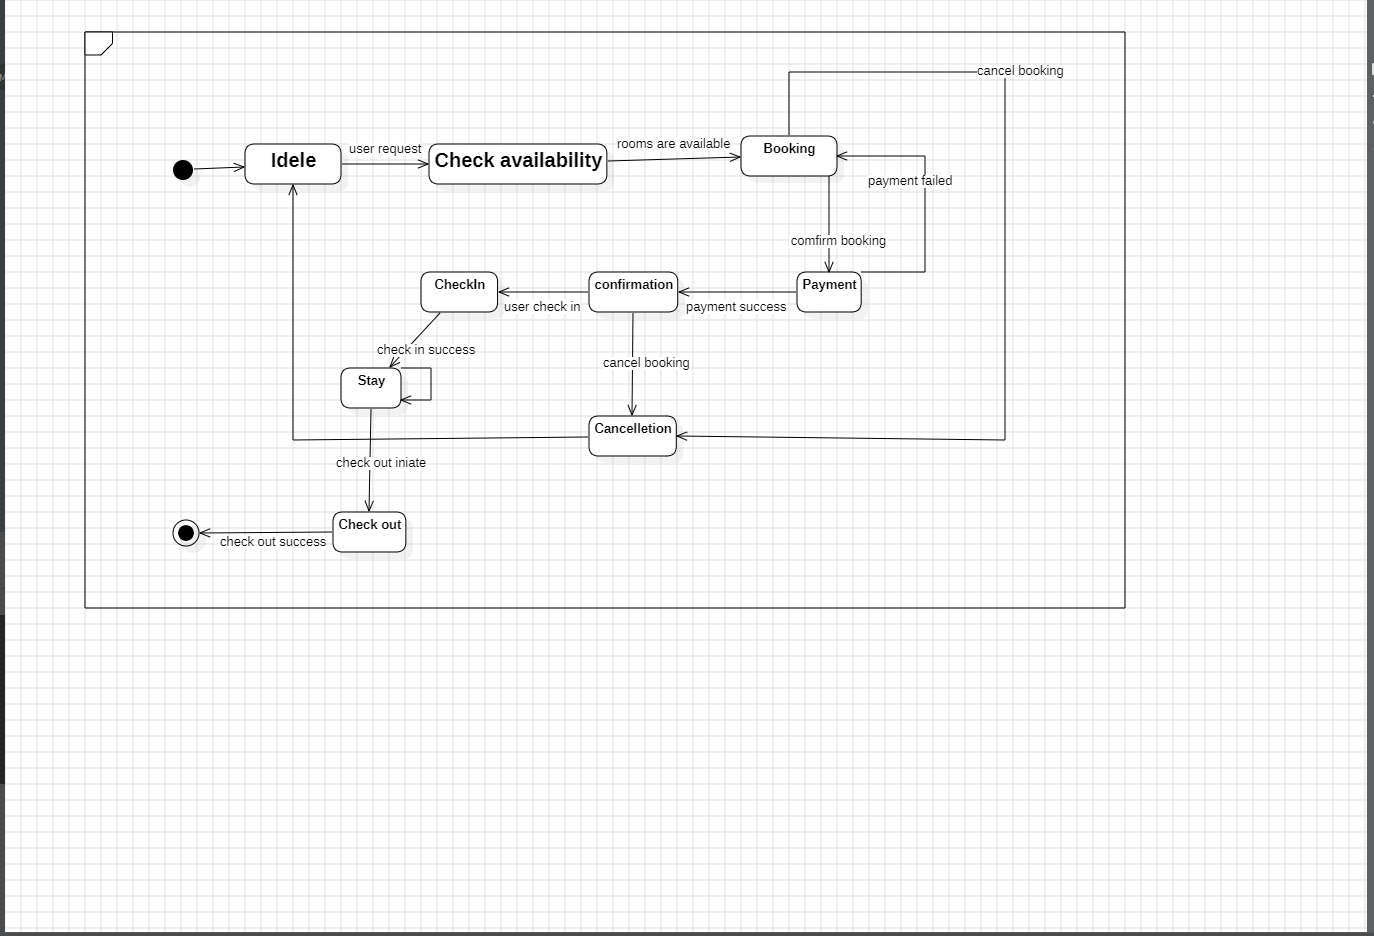 cancel booking
Idele
user request
Check availability
rooms are available
Booking
payment failed
comfirm booking
CheckIn
user check in
confirmation
payment success
Payment
check in success
cancel booking
Stay
Cancelletion
check out iniate
Check out
check out success